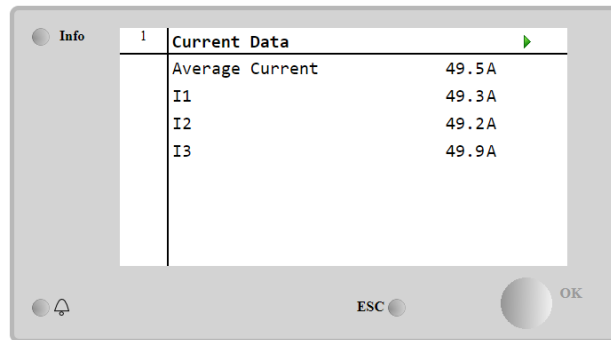 Info
1 Current Data
Average Current 49.5A
I1 49.3A
I2 49.2A
I3 49.9A
ESC
OK